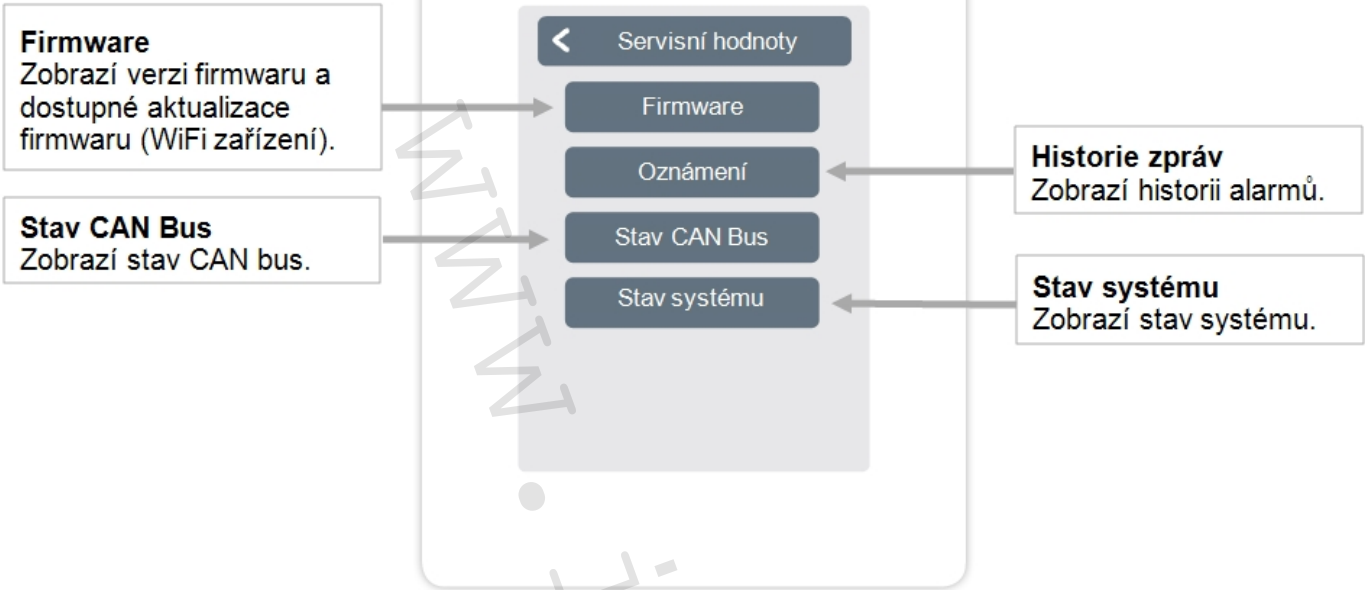 Firmware
Zobrazí verzi firmwaru a
dostupné aktualizace
firmwaru (WiFi zařízení).
Stav CAN Bus
Zobrazí stav CAN bus.
Servisní hodnoty
Firmware
Oznámení
Stav CAN Bus
Stav systému
Historie zpráv
Zobrazí historii alarmů.
Stav systému
Zobrazí stav systému.
www.